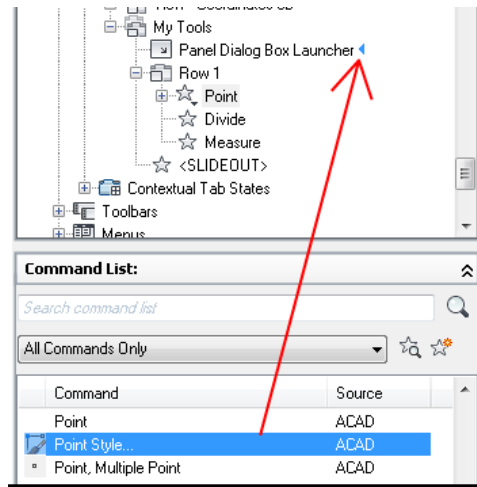 My Tools
Panel Dialog Box Launcher
Row 1
Point
Divide
Measure
<SLIDEOUT>
Contextual Tab States
Toolbars
Menus
Command List:
Search command list
All Commands Only
Command Source
Point ACAD
Point Style... ACAD
Point, Multiple Point ACAD